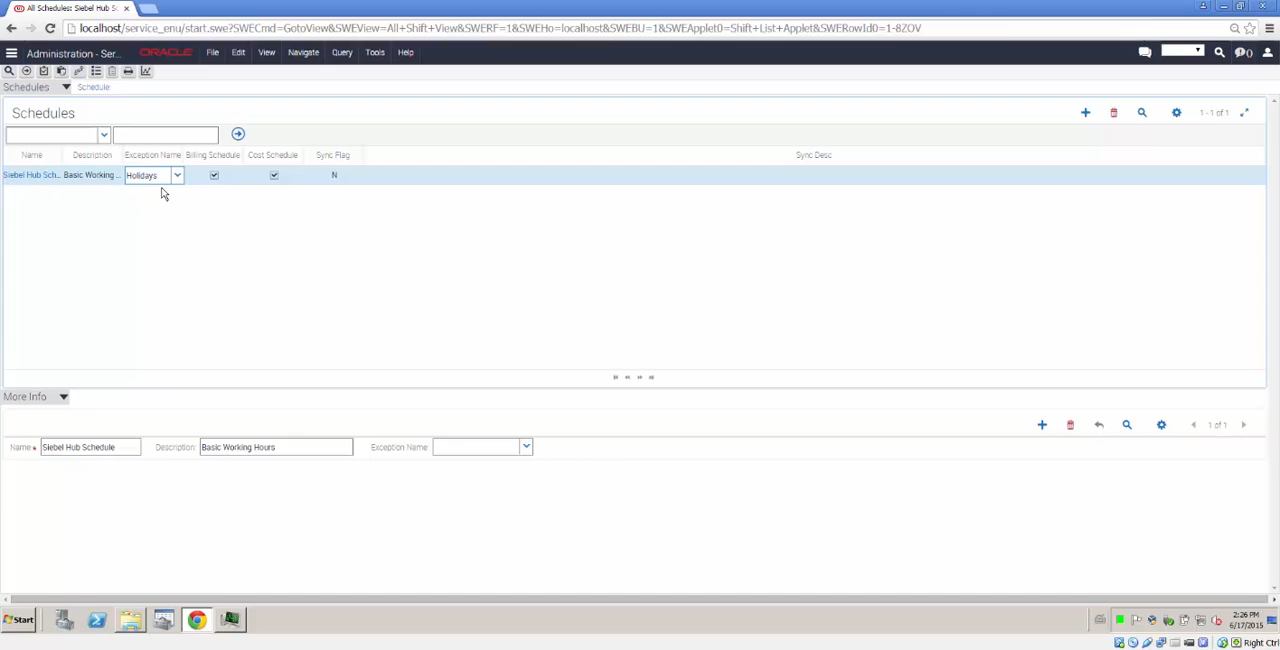 All Schedules: Siebel Hub Sc
localhost/service_enu/start.swe?SWECmd=GotoView&SWEView=All+Shift+View&SWERF=1&SWEHo=localhost&SWEBU=1&SWEApplet0=Shift+List+Applet&SWERowId0=1-8ZOV
Administration - Ser... ORACLE File Edit View Navigate Query Tools Help
Schedules Schedule
Schedules 1 - 1 of 1
Name Description Exception Name Billing Schedule Cost Schedule Sync Flag Sync Desc
Siebel Hub Sch... Basic Working ... Holidays N
More Info
1 of 1
Name Siebel Hub Schedule Description: Basic Working Hours Exception Name:
Start 2:26 PM
6/17/2015
Right Ctrl